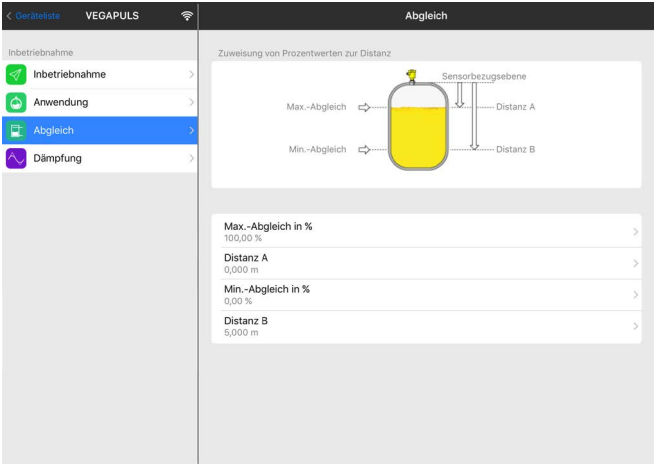 Geräteliste VEGAPULS
Abgleich
Inbetriebnahme
Inbetriebnahme
Anwendung
Abgleich
Dämpfung
Zuweisung von Prozentwerten zur Distanz
Sensorbezugsebene
Max.-Abgleich Distanz A
Min.-Abgleich Distanz B
Max.-Abgleich in %
100,00 %
Distanz A
0,000 m
Min.-Abgleich in %
0,00 %
Distanz B
5,000 m